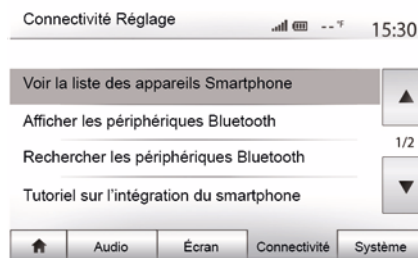 Connectivité Réglage
--°F
15:30
Voir la liste des appareils Smartphone
Afficher les périphériques Bluetooth
1/2
Rechercher les périphériques Bluetooth
Tutoriel sur l'intégration du smartphone
Audio
Écran
Connectivité
Système